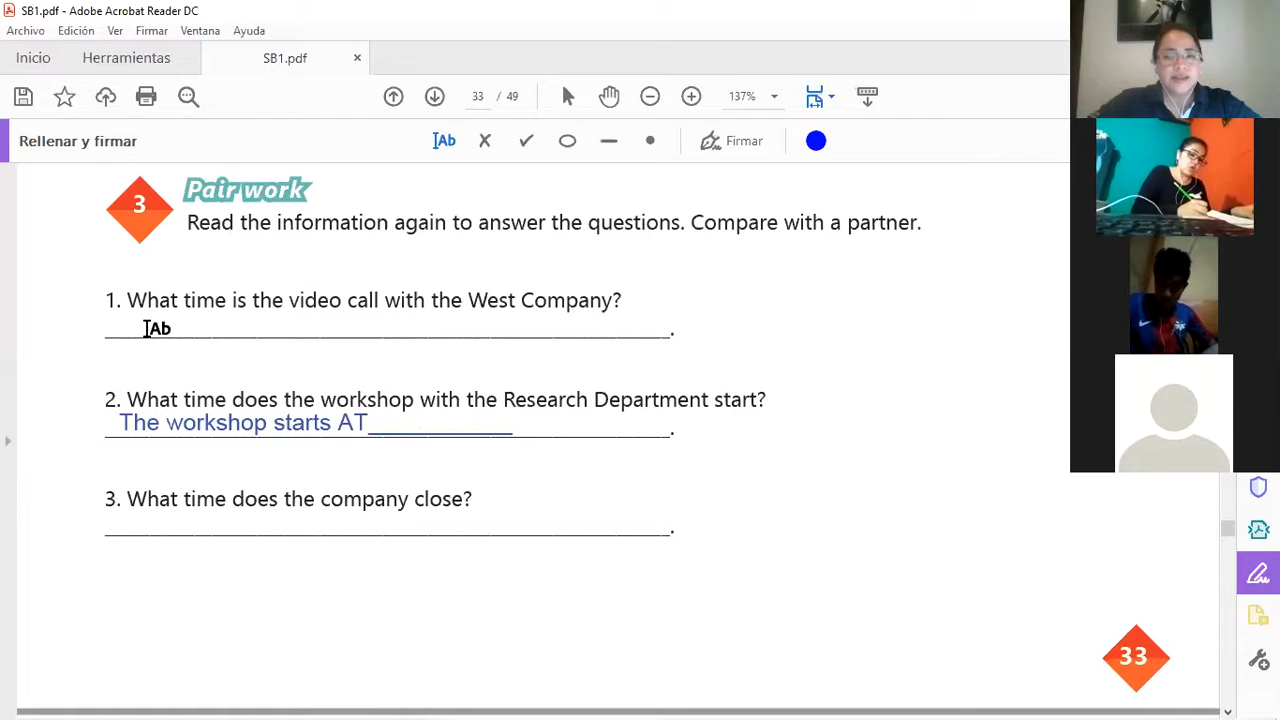 SB1.pdf - Adobe Acrobat Reader DC
Archivo Edición Ver Firmar Ventana Ayuda
Inicio Herramientas SB1.pdf ×
33 / 49 137%
Rellenar y firmar Ab Firmar
3 Pair work
Read the information again to answer the questions. Compare with a partner.
1. What time is the video call with the West Company?
Ab
____________________.
2. What time does the workshop with the Research Department start?
The workshop starts AT____________.
3. What time does the company close?
____________________.
33